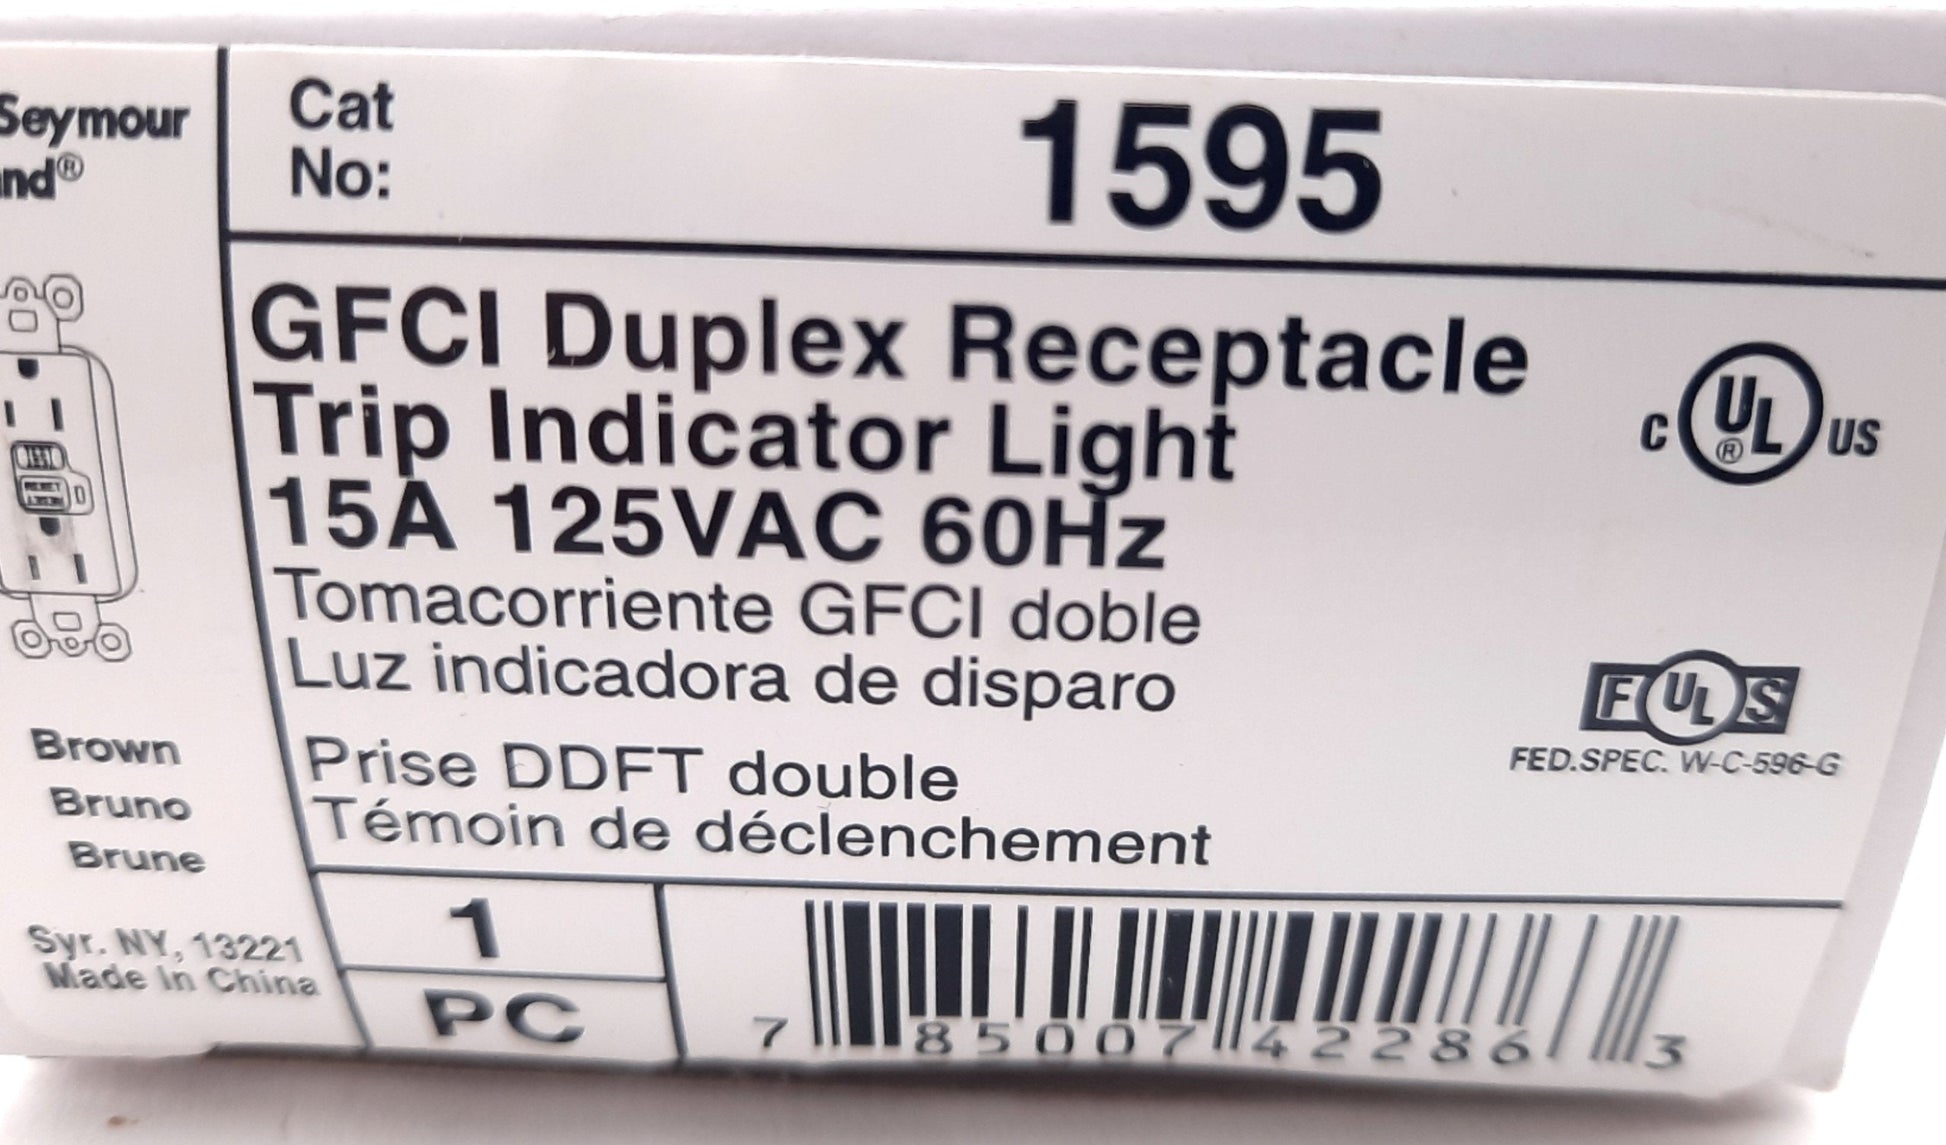 Seymour
nd®
Cat
No:
1595
GFCI Duplex Receptacle
Trip Indicator Light
15A 125VAC 60Hz
Tomacorriente GFCI doble
Luz indicadora de disparo
Prise DDFT double
Témoin de déclenchement
C UL® US
F UL S
FED.SPEC. W-C-596-G
Brown
Bruno
Brune
Syr. NY, 13221
Made In China
1
PC
7 85007 42286 3